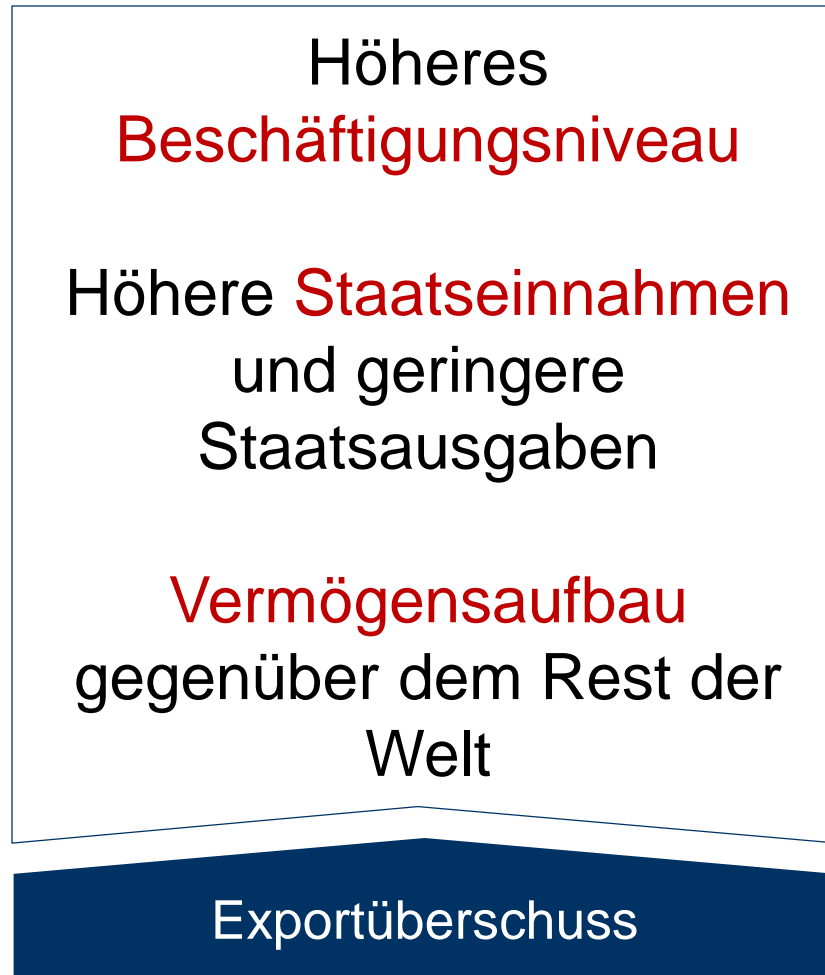 Höheres
Beschäftigungsniveau
Höhere Staatseinnahmen
und geringere
Staatsausgaben
Vermögensaufbau
gegenüber dem Rest der
Welt
Exportüberschuss